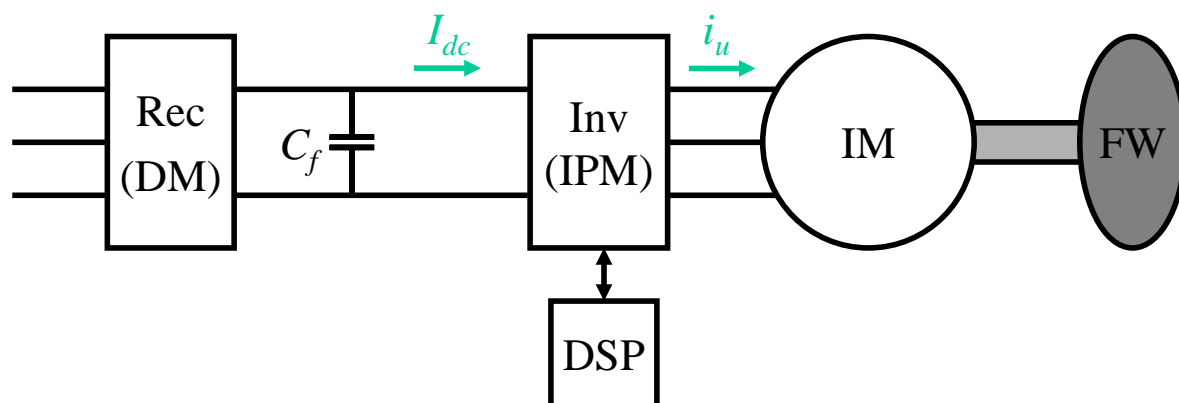 I_dc
i_u
Rec
(DM)
C_f
Inv
(IPM)
IM
FW
DSP